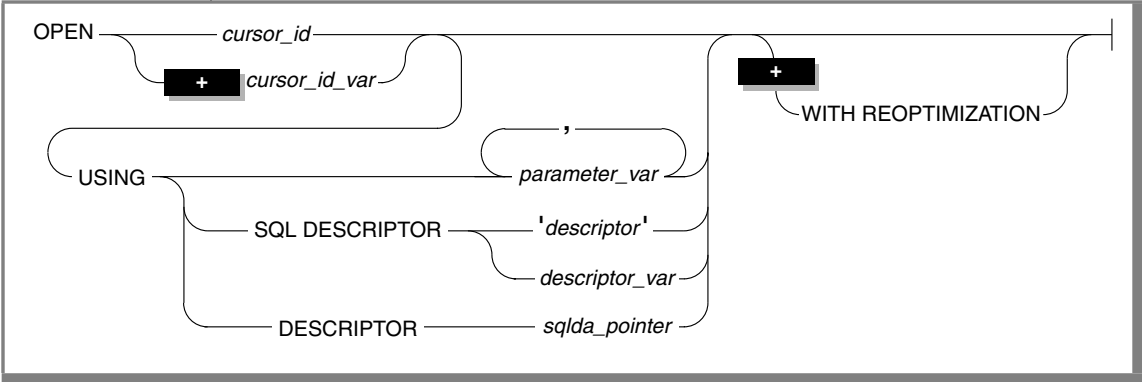 OPEN cursor_id
+ cursor_id_var
+
WITH REOPTIMIZATION
,
USING parameter_var
SQL DESCRIPTOR 'descriptor'
descriptor_var
DESCRIPTOR sqlda_pointer